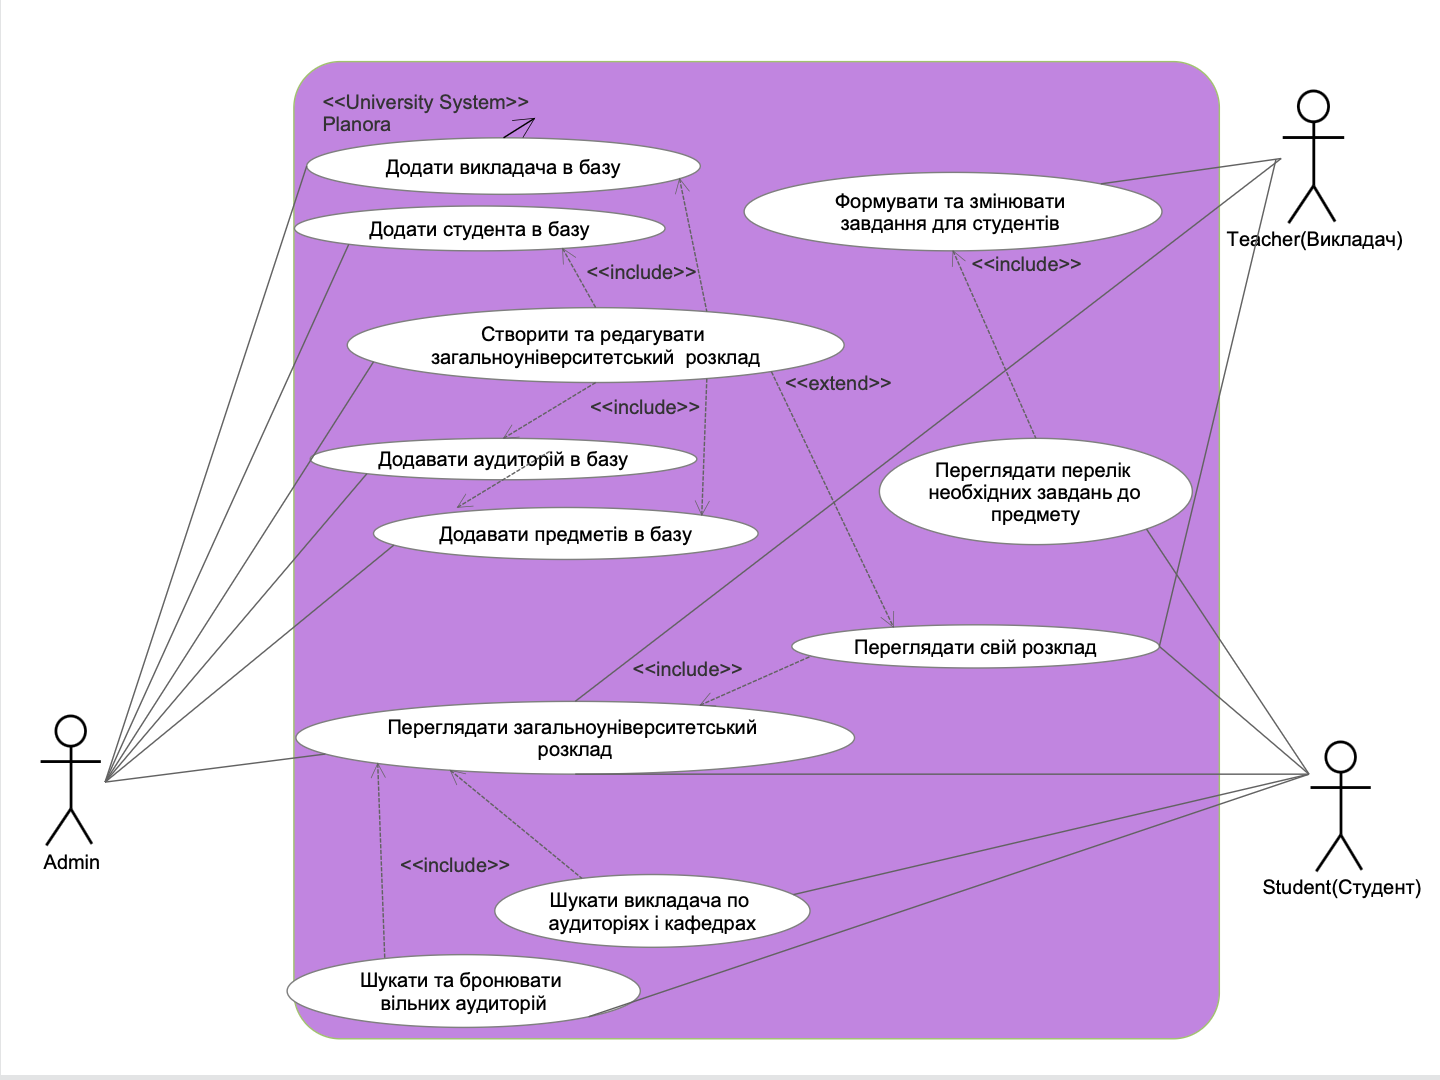 <<University System>>
Planora
Додати викладача в базу
Додати студента в базу
<<include>>
Створити та редагувати
загальноуніверситетський  розклад
<<extend>>
<<include>>
Додавати аудиторій в базу
Додавати предметів в базу
Формувати та змінювати
завдання для студентів
<<include>>
Teacher(Викладач)
Переглядати перелік
необхідних завдань до
предмету
Переглядати свій розклад
<<include>>
Переглядати загальноуніверситетський
розклад
Admin
<<include>>
Student(Студент)
Шукати викладача по
аудиторіях і кафедрах
Шукати та бронювати
вільних аудиторій